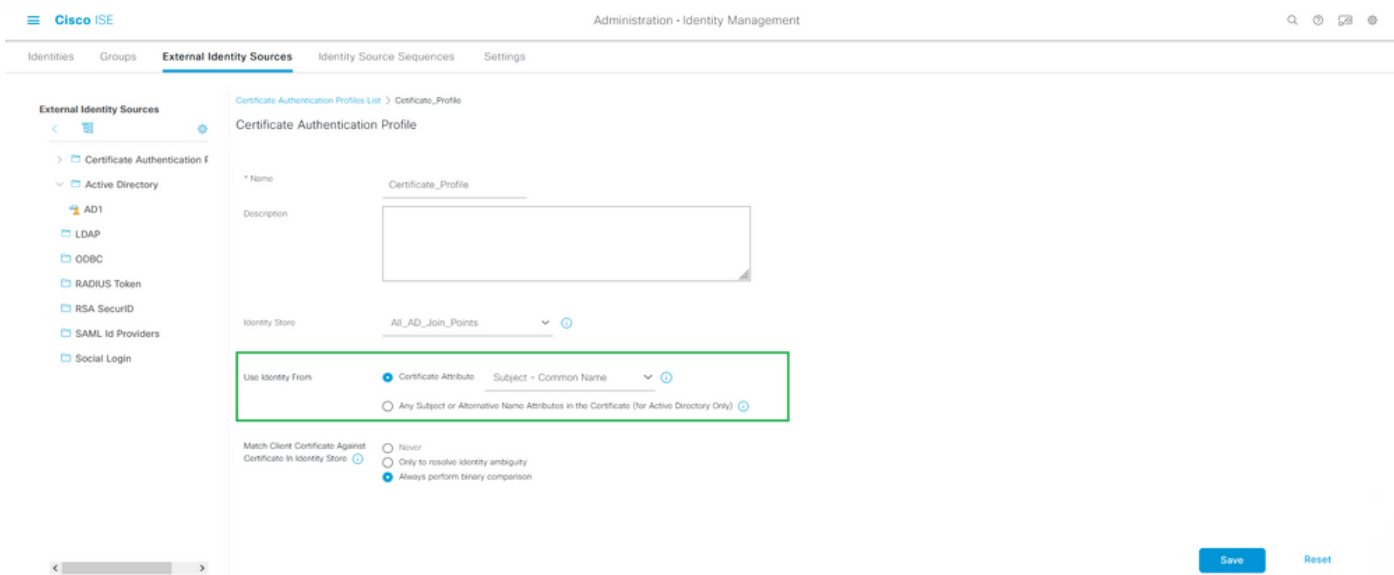 Cisco ISE
Administration · Identity Management
Identities Groups External Identity Sources Identity Source Sequences Settings
External Identity Sources
Certificate Authentication P
Active Directory
AD1
LDAP
ODBC
RADIUS Token
RSA SecurID
SAML Id Providers
Social Login
Certificate Authentication Profiles List > Cetificate_Profile
Certificate Authentication Profile
* Name
Certificate_Profile
Description
Identity Store
All_AD_Join_Points
Use Identity From
Certificate Attribute Subject - Common Name
Any Subject or Alternative Name Attributes in the Certificate (for Active Directory Only)
Match Client Certificate Against
Certificate In Identity Store
Never
Only to resolve identity ambiguity
Always perform binary comparison
Save Reset